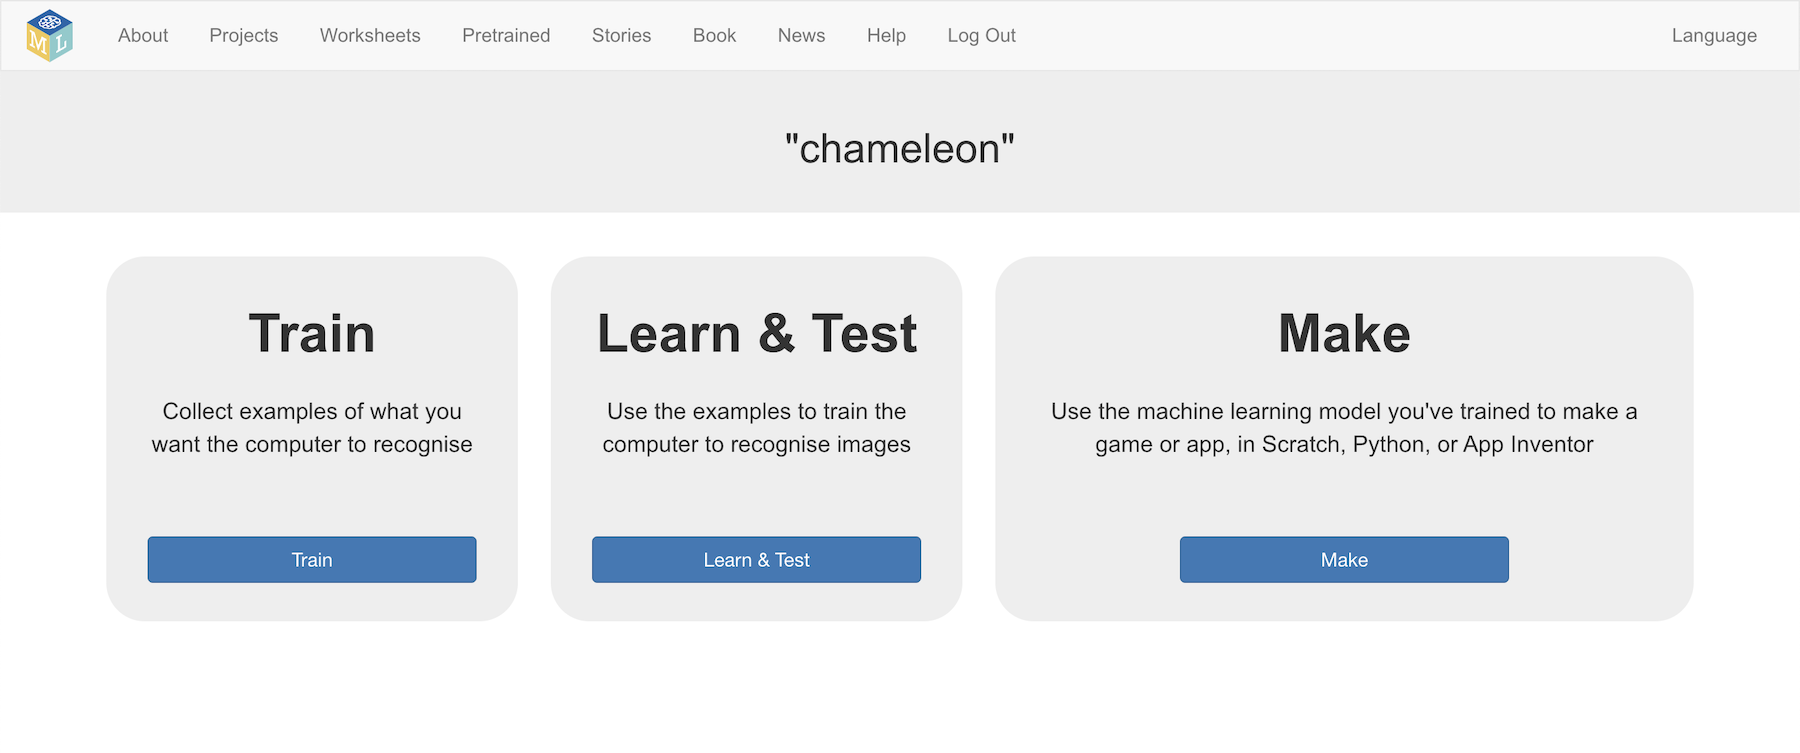 M L
About Projects Worksheets Pretrained Stories Book News Help Log Out Language
"chameleon"
Train
Collect examples of what you
want the computer to recognise
Train
Learn & Test
Use the examples to train the
computer to recognise images
Learn & Test
Make
Use the machine learning model you've trained to make a
game or app, in Scratch, Python, or App Inventor
Make